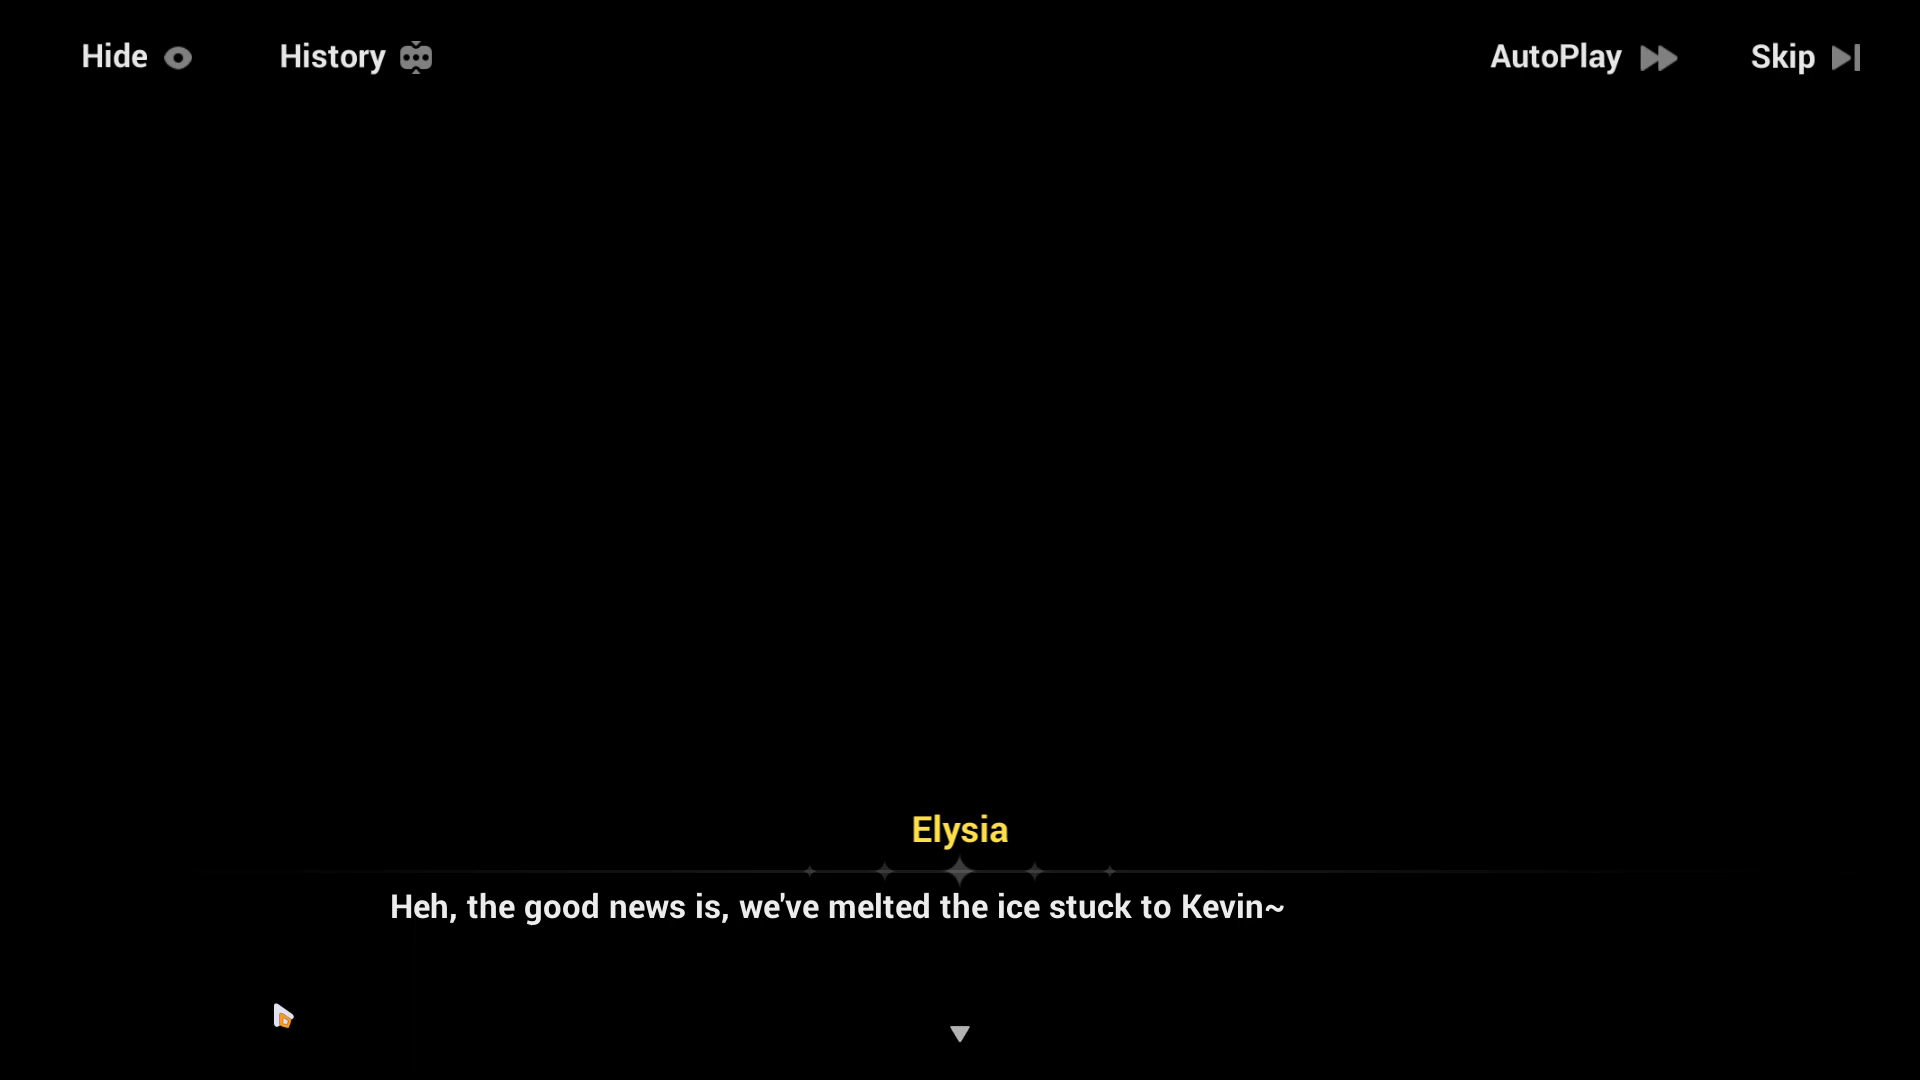 Hide
History
AutoPlay
Skip
Elysia
Heh, the good news is, we've melted the ice stuck to Kevin~